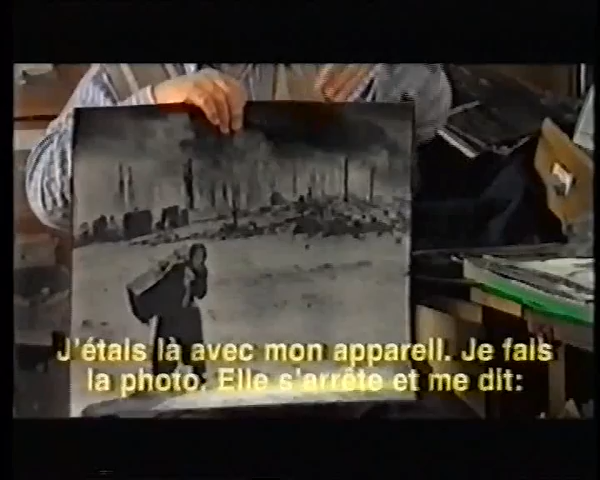 J'étais là avec mon appareil. Je fais
la photo. Elle s'arrête et me dit: